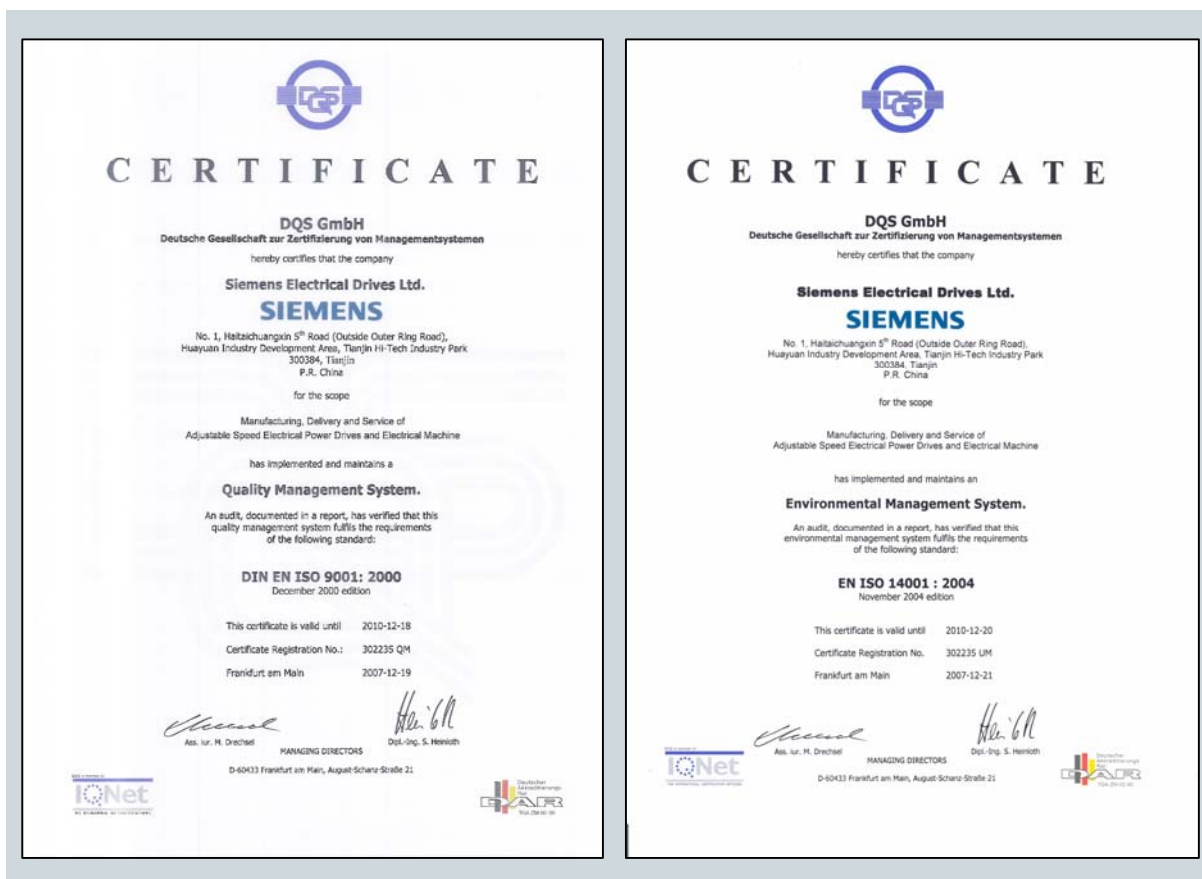 DQS
C E R T I F I C A T E
DQS GmbH
Deutsche Gesellschaft zur Zertifizierung von Managementsystemen
hereby certifies that the company
Siemens Electrical Drives Ltd.
SIEMENS
No. 1, Haitaichuangxin 5th Road (Outside Outer Ring Road),
Huayuan Industry Development Area, Tianjin Hi-Tech Industry Park
300384, Tianjin
P.R. China
for the scope
Manufacturing, Delivery and Service of
Adjustable Speed Electrical Power Drives and Electrical Machine
has implemented and maintains a
Quality Management System.
An audit, documented in a report, has verified that this
quality management system fulfils the requirements
of the following standard:
DIN EN ISO 9001: 2000
December 2000 edition
This certificate is valid until 2010-12-18
Certificate Registration No.: 302235 QM
Frankfurt am Main 2007-12-19
Ass. iur. M. Drechsel
Dipl.-Ing. S. Heinloth
MANAGING DIRECTORS
D-60433 Frankfurt am Main, August-Schanz-Straße 21
IQNet
Deutscher
Akkreditierungs
Rat
DAR
DQS
C E R T I F I C A T E
DQS GmbH
Deutsche Gesellschaft zur Zertifizierung von Managementsystemen
hereby certifies that the company
Siemens Electrical Drives Ltd.
SIEMENS
No. 1, Haitaichuangxin 5th Road (Outside Outer Ring Road),
Huayuan Industry Development Area, Tianjin Hi-Tech Industry Park
300384, Tianjin
P.R. China
for the scope
Manufacturing, Delivery and Service of
Adjustable Speed Electrical Power Drives and Electrical Machine
has implemented and maintains an
Environmental Management System.
An audit, documented in a report, has verified that this
environmental management system fulfils the requirements
of the following standard:
EN ISO 14001 : 2004
November 2004 edition
This certificate is valid until 2010-12-20
Certificate Registration No. 302235 UM
Frankfurt am Main 2007-12-21
Ass. iur. M. Drechsel
Dipl.-Ing. S. Heinloth
MANAGING DIRECTORS
D-60433 Frankfurt am Main, August-Schanz-Straße 21
IQNet
Deutscher
Akkreditierungs
Rat
DAR